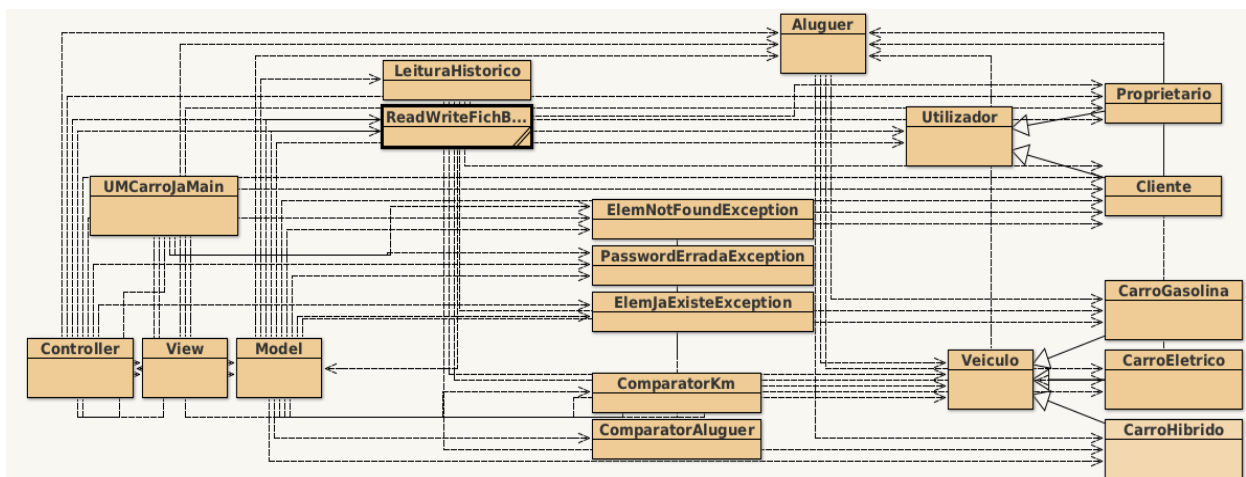 Aluguer
LeituraHistorico
Proprietario
ReadWriteFichB...
Utilizador
UMCarroJaMain
Cliente
ElemNotFoundException
PasswordErradaException
ElemJaExisteException
CarroGasolina
Controller
View
Model
Veiculo
CarroEletrico
ComparatorKm
ComparatorAluguer
CarroHibrido